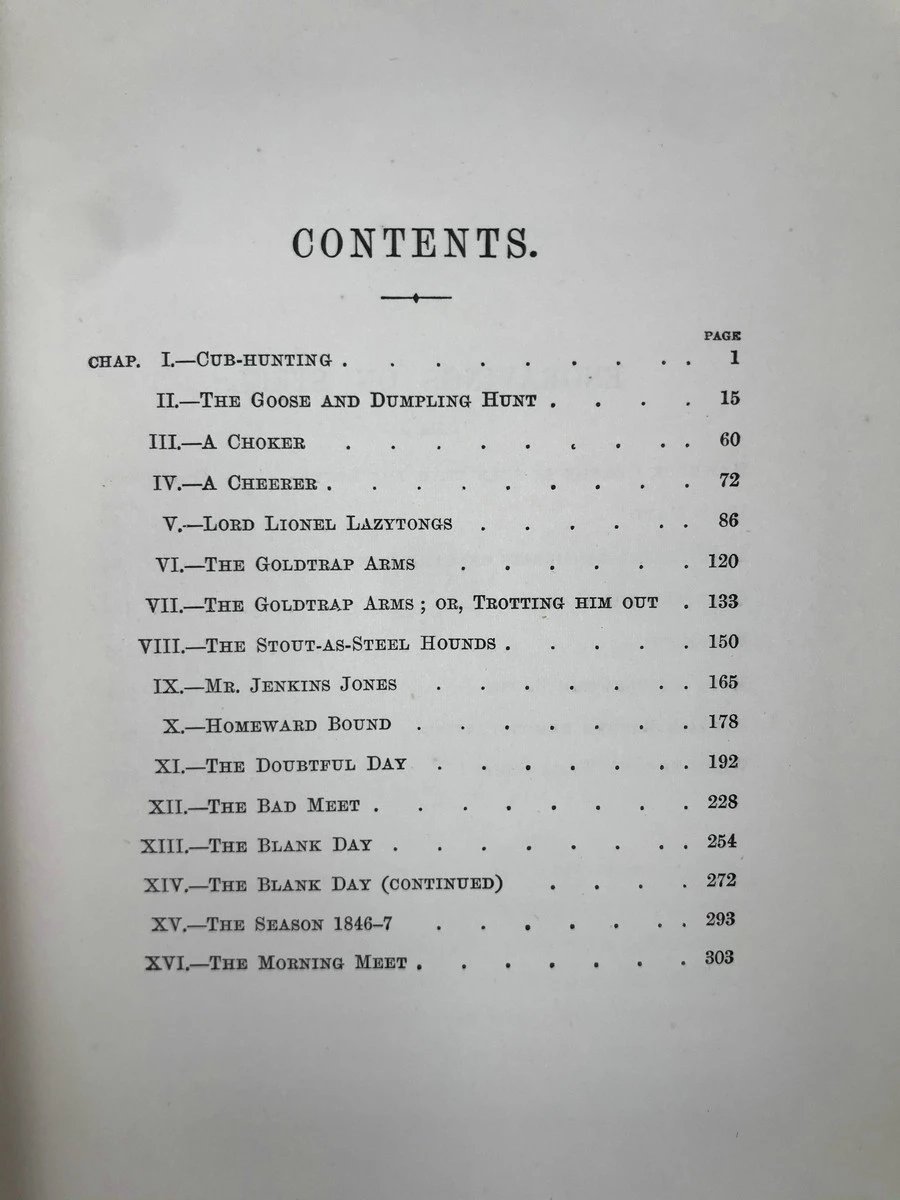 CONTENTS.
PAGE
CHAP. I.—CUB-HUNTING . . . . . . . . . 1
II.—THE GOOSE AND DUMPLING HUNT . . . . 15
III.—A CHOKER . . . . . . . . . 60
IV.—A CHEERER . . . . . . . . . 72
V.—LORD LIONEL LAZYTONGS . . . . . . 86
VI.—THE GOLDTRAP ARMS . . . . . . 120
VII.—THE GOLDTRAP ARMS; OR, TROTTING HIM OUT . 133
VIII.—THE STOUT-AS-STEEL HOUNDS . . . . . 150
IX.—MR. JENKINS JONES . . . . . . . 165
X.—HOMEWARD BOUND . . . . . . . 178
XI.—THE DOUBTFUL DAY . . . . . . . 192
XII.—THE BAD MEET . . . . . . . . 228
XIII.—THE BLANK DAY . . . . . . . . 254
XIV.—THE BLANK DAY (CONTINUED) . . . . 272
XV.—THE SEASON 1846–7 . . . . . . . 293
XVI.—THE MORNING MEET . . . . . . . 303